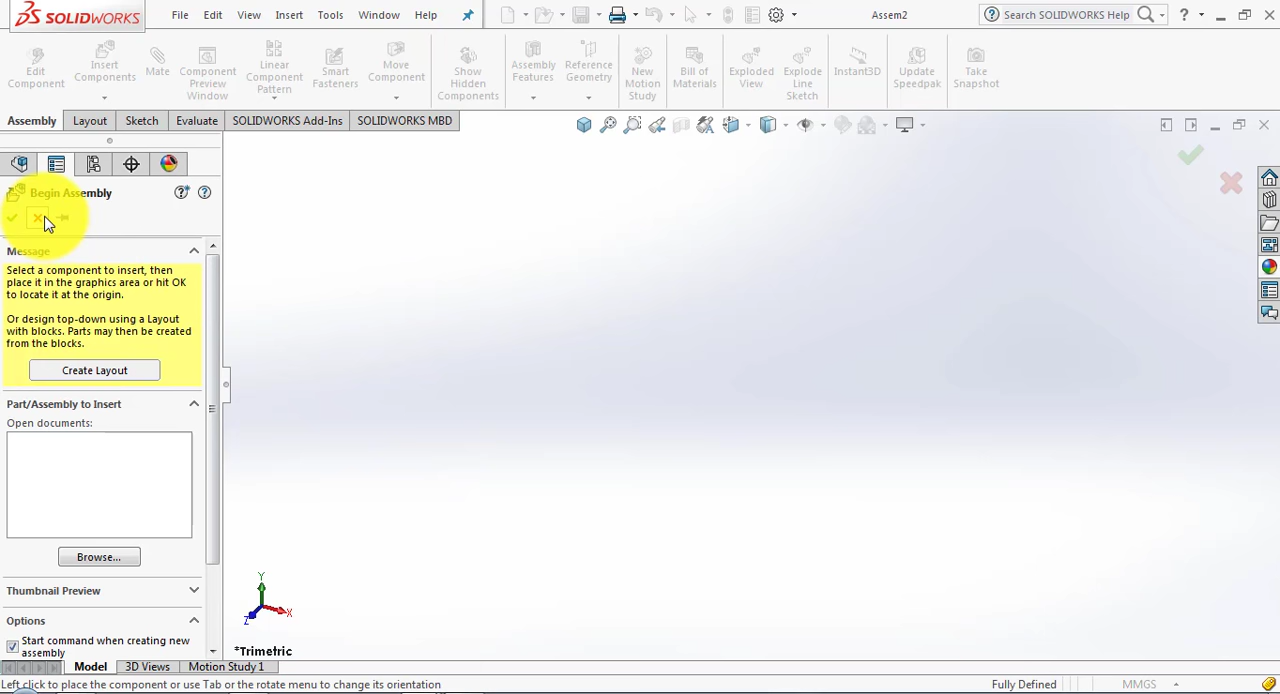 SOLIDWORKS File Edit View Insert Tools Window Help Assem2 Search SOLIDWORKS Help ?
Edit Component
Insert Components
Mate
Component Preview Window
Linear Component Pattern
Smart Fasteners
Move Component
Show Hidden Components
Assembly Features
Reference Geometry
New Motion Study
Bill of Materials
Exploded View
Explode Line Sketch
Instant3D
Update Speedpak
Take Snapshot
Assembly Layout Sketch Evaluate SOLIDWORKS Add-Ins SOLIDWORKS MBD
Begin Assembly
Message
Select a component to insert, then
place it in the graphics area or hit OK
to locate it at the origin.
Or design top-down using a Layout
with blocks. Parts may then be created
from the blocks.
Create Layout
Part/Assembly to Insert
Open documents:
Browse...
Thumbnail Preview
Options
Start command when creating new
assembly
Y
X
Z
*Trimetric
Model 3D Views Motion Study 1
Left click to place the component or use Tab or the rotate menu to change its orientation Fully Defined MMGS